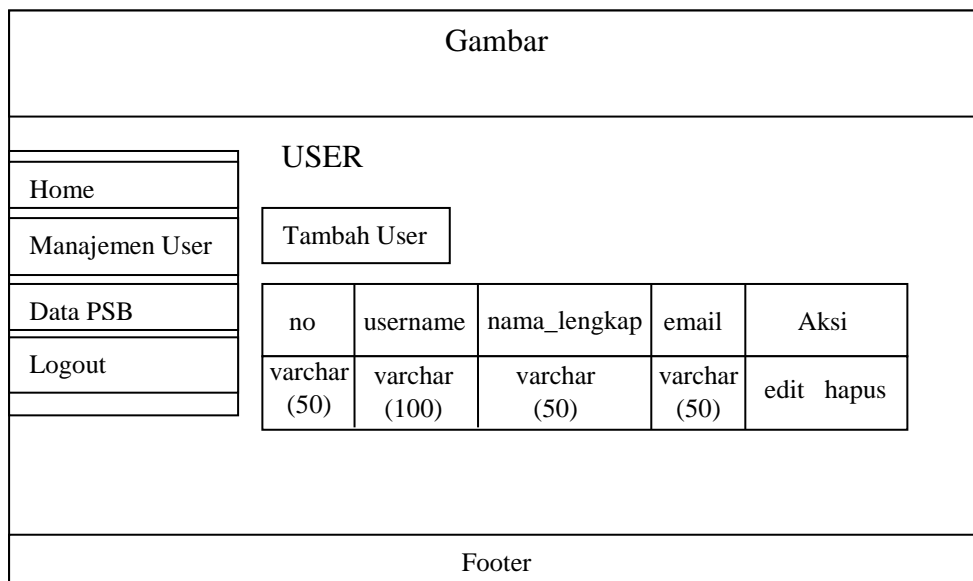 Gambar
USER
Home
Manajemen User
Data PSB
Logout
Tambah User
no username nama_lengkap email Aksi
varchar varchar varchar varchar edit hapus
(50) (100) (50) (50)
Footer